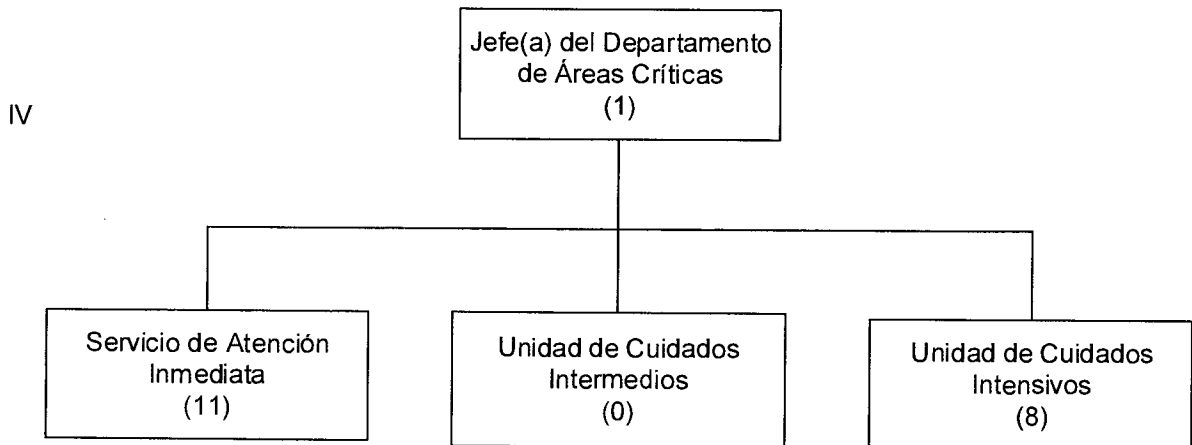 Jefe(a) del Departamento
de Áreas Críticas
(1)
IV
Servicio de Atención
Inmediata
(11)
Unidad de Cuidados
Intermedios
(0)
Unidad de Cuidados
Intensivos
(8)